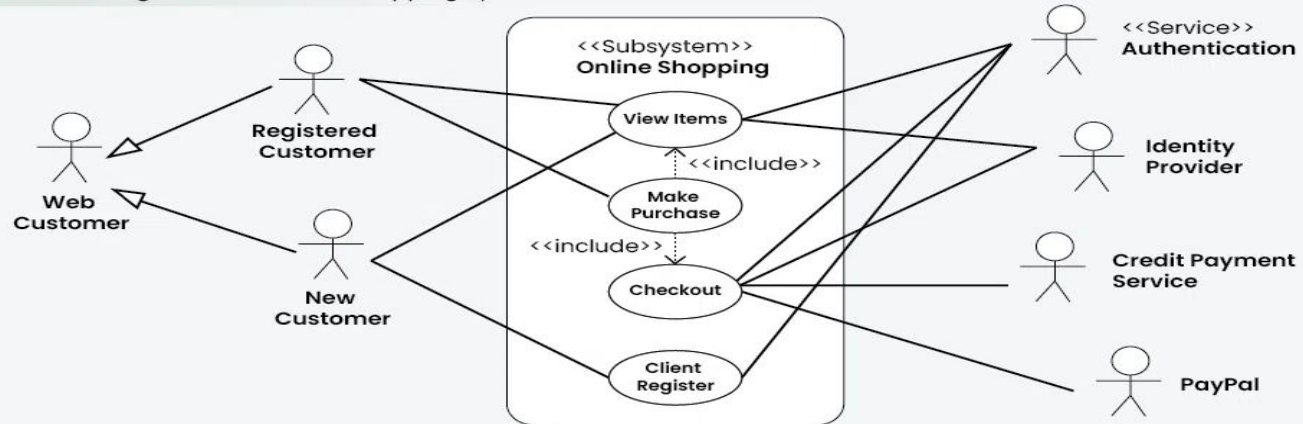 <<Subsystem>>
Online Shopping
<<Service>>
Authentication
View Items
Registered
Customer
<<include>>
Identity
Provider
Web
Customer
Make
Purchase
<<include>>
Checkout
Credit Payment
Service
New
Customer
Client
Register
PayPal